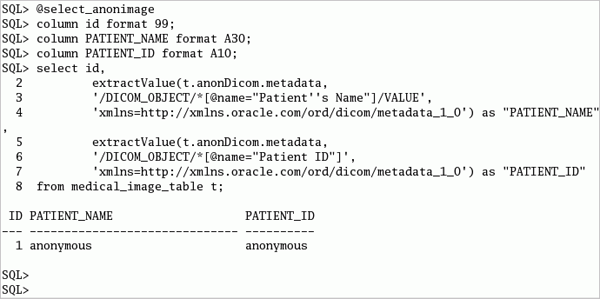 SQL> @select_anonimage
SQL> column id format 99;
SQL> column PATIENT_NAME format A30;
SQL> column PATIENT_ID format A10;
SQL> select id,
  2         extractValue(t.anonDicom.metadata,
  3         '/DICOM_OBJECT/*[@name="Patient''s Name"]/VALUE',
  4         'xmlns=http://xmlns.oracle.com/ord/dicom/metadata_1_0') as "PATIENT_NAME"
,
  5         extractValue(t.anonDicom.metadata,
  6         '/DICOM_OBJECT/*[@name="Patient ID"]',
  7         'xmlns=http://xmlns.oracle.com/ord/dicom/metadata_1_0') as "PATIENT_ID"
  8  from medical_image_table t;
 ID PATIENT_NAME                   PATIENT_ID
--- ------------------------------ ----------
  1 anonymous                      anonymous
SQL>
SQL>